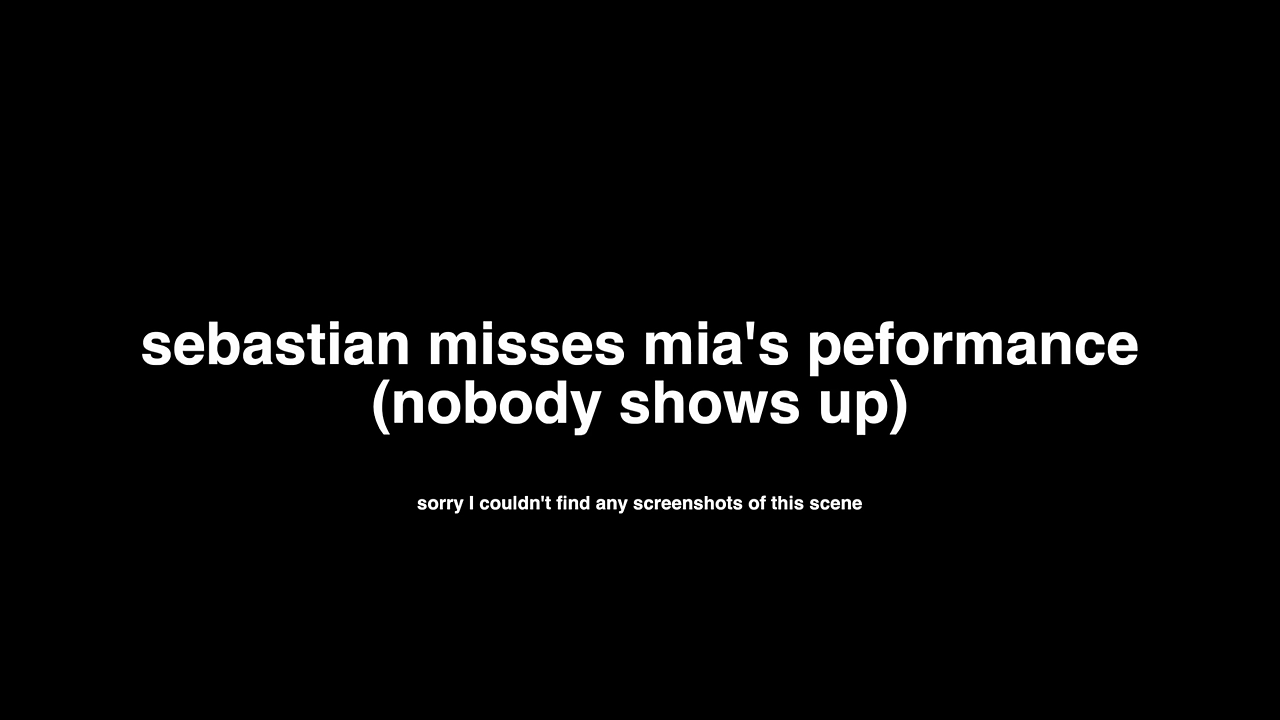 sebastian misses mia's peformance
(nobody shows up)
sorry I couldn't find any screenshots of this scene